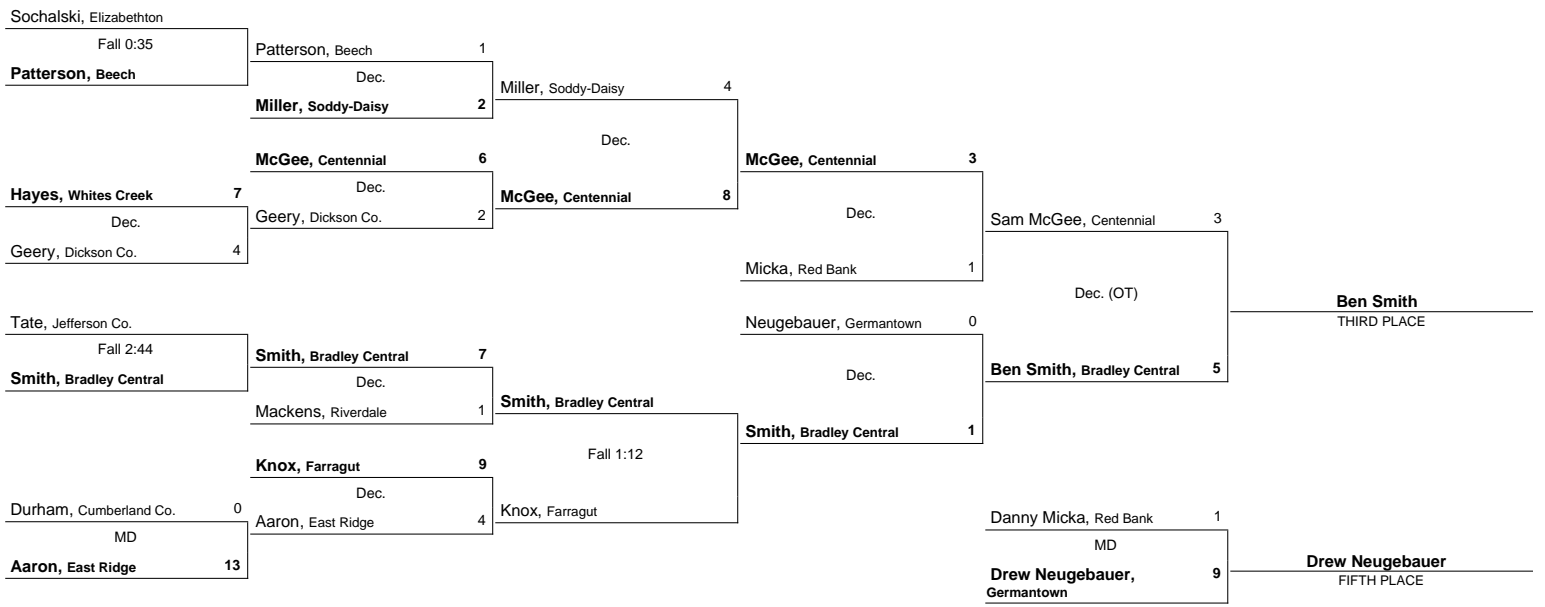 Sochalski, Elizabethton
Fall 0:35
Patterson, Beech
Hayes, Whites Creek 7
Dec.
Geery, Dickson Co. 4
Tate, Jefferson Co.
Fall 2:44
Smith, Bradley Central
Durham, Cumberland Co. 0
MD
Aaron, East Ridge 13
Patterson, Beech 1
Dec.
Miller, Soddy-Daisy 2
McGee, Centennial 6
Dec.
Geery, Dickson Co. 2
Smith, Bradley Central 7
Dec.
Mackens, Riverdale 1
Knox, Farragut 9
Dec.
Aaron, East Ridge 4
Miller, Soddy-Daisy 4
Dec.
McGee, Centennial 8
Smith, Bradley Central
Fall 1:12
Knox, Farragut
McGee, Centennial 3
Dec.
Micka, Red Bank 1
Neugebauer, Germantown 0
Dec.
Smith, Bradley Central 1
Sam McGee, Centennial 3
Dec. (OT)
Ben Smith, Bradley Central 5
Ben Smith
THIRD PLACE
Danny Micka, Red Bank 1
MD
Drew Neugebauer, 9
Germantown
Drew Neugebauer
FIFTH PLACE